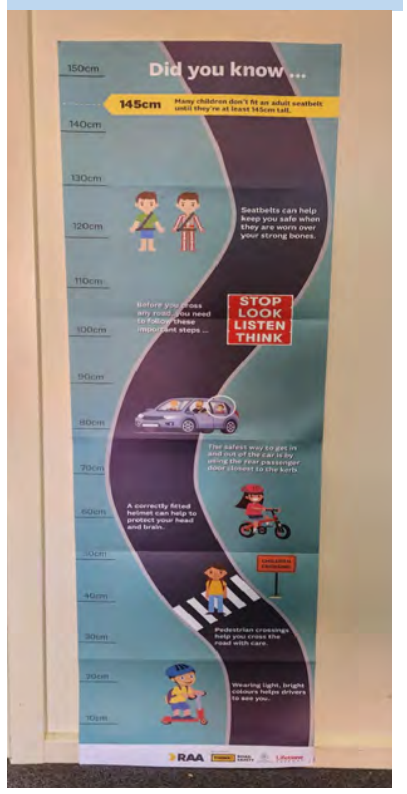 Did you know ...
150cm
145cm
Many children don't fit an adult seatbelt
until they're at least 145cm tall.
140cm
130cm
Seatbelts can help
keep you safe when
they are worn over
your strong bones.
120cm
110cm
Before you cross
any road, you need
to follow these
important steps ...
STOP
LOOK
LISTEN
THINK
100cm
90cm
80cm
The safest way to get in
and out of the car is by
using the rear passenger
door closest to the kerb.
70cm
A correctly fitted
helmet can help to
protect your head
and brain.
60cm
50cm
CHILDREN
CROSSING
40cm
Pedestrian crossings
help you cross the
road with care.
30cm
20cm
Wearing light, bright
colours helps drivers
to see you..
10cm
RAA
ROAD
SAFETY